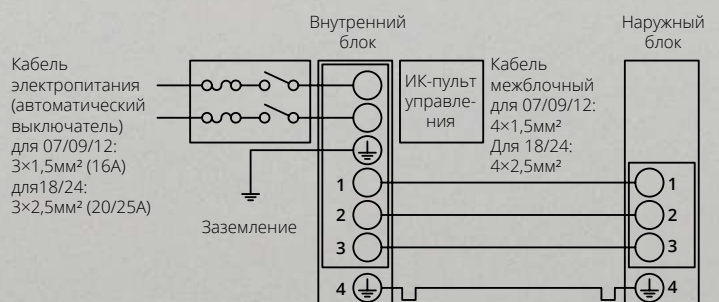 Внутренний
блок
Наружный
блок
Кабель
электропитания
(автоматический
выключатель)
для 07/09/12:
3×1,5мм² (16А)
для18/24:
3×2,5мм² (20/25А)
Заземление
ИК-пульт
управле-
ния
Кабель
межблочный
для 07/09/12:
4×1,5мм²
Для 18/24:
4×2,5мм²
1
2
3
4
1
2
3
4